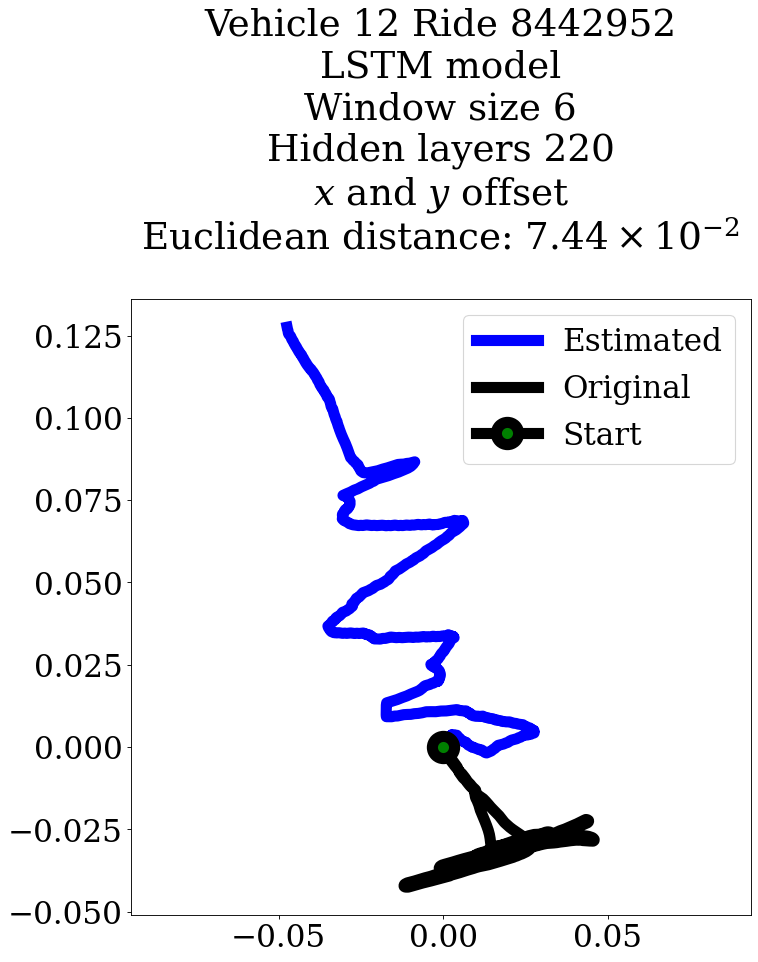 Vehicle 12 Ride 8442952
LSTM model
Window size 6
Hidden layers 220
x and y offset
Euclidean distance: 7.44 × 10⁻²
Estimated
Original
Start
0.125
0.100
0.075
0.050
0.025
0.000
−0.025
−0.050
−0.05
0.00
0.05